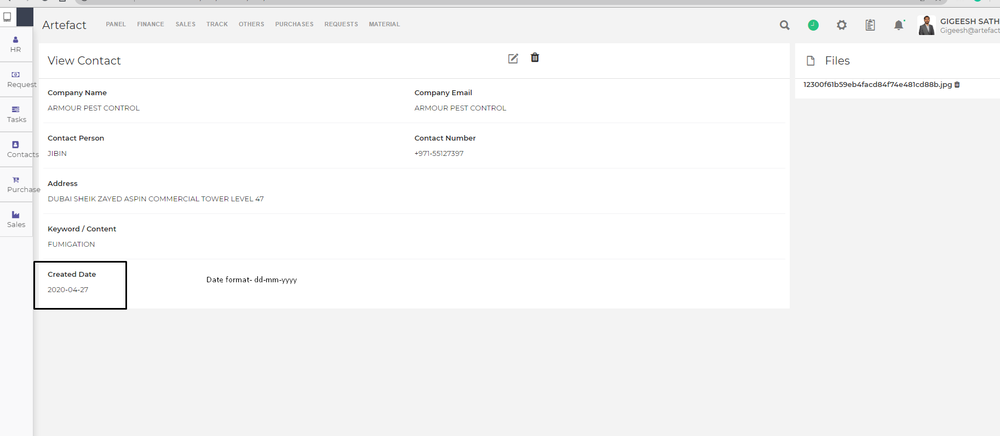 Artefact
PANEL FINANCE SALES TRACK OTHERS PURCHASES REQUESTS MATERIAL
GIGEESH SATH
Gigeesh@artefact
HR
Request
Tasks
Contacts
Purchase
Sales
View Contact
Company Name
ARMOUR PEST CONTROL
Company Email
ARMOUR PEST CONTROL
Contact Person
JIBIN
Contact Number
+971-55127397
Address
DUBAI SHEIK ZAYED ASPIN COMMERCIAL TOWER LEVEL 47
Keyword / Content
FUMIGATION
Created Date
2020-04-27
Date format- dd-mm-yyyy
Files
12300f61b59eb4facd84f74e481cd88b.jpg